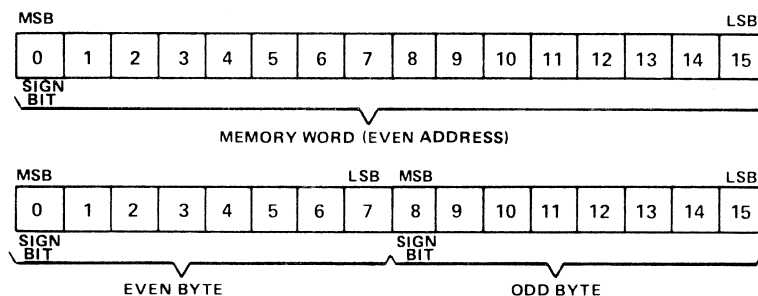 MSB LSB
0 1 2 3 4 5 6 7 8 9 10 11 12 13 14 15
SIGN
BIT
MEMORY WORD (EVEN ADDRESS)
MSB LSB MSB LSB
0 1 2 3 4 5 6 7 8 9 10 11 12 13 14 15
SIGN SIGN
BIT BIT
EVEN BYTE ODD BYTE